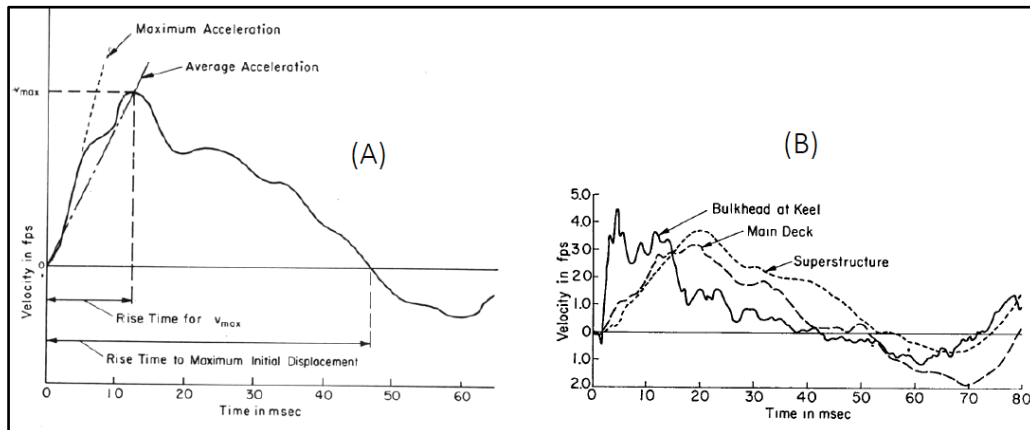 Maximum Acceleration
Average Acceleration
vmax
(A)
0
Velocity in fps
Rise Time for vmax
Rise Time to Maximum Initial Displacement
0 10 20 30 40 50 60
Time in msec
(B)
5.0
4.0
3.0
2.0
1.0
0
1.0
2.0
Velocity in fps
Bulkhead at Keel
Main Deck
Superstructure
0 10 20 30 40 50 60 70 80
Time in msec